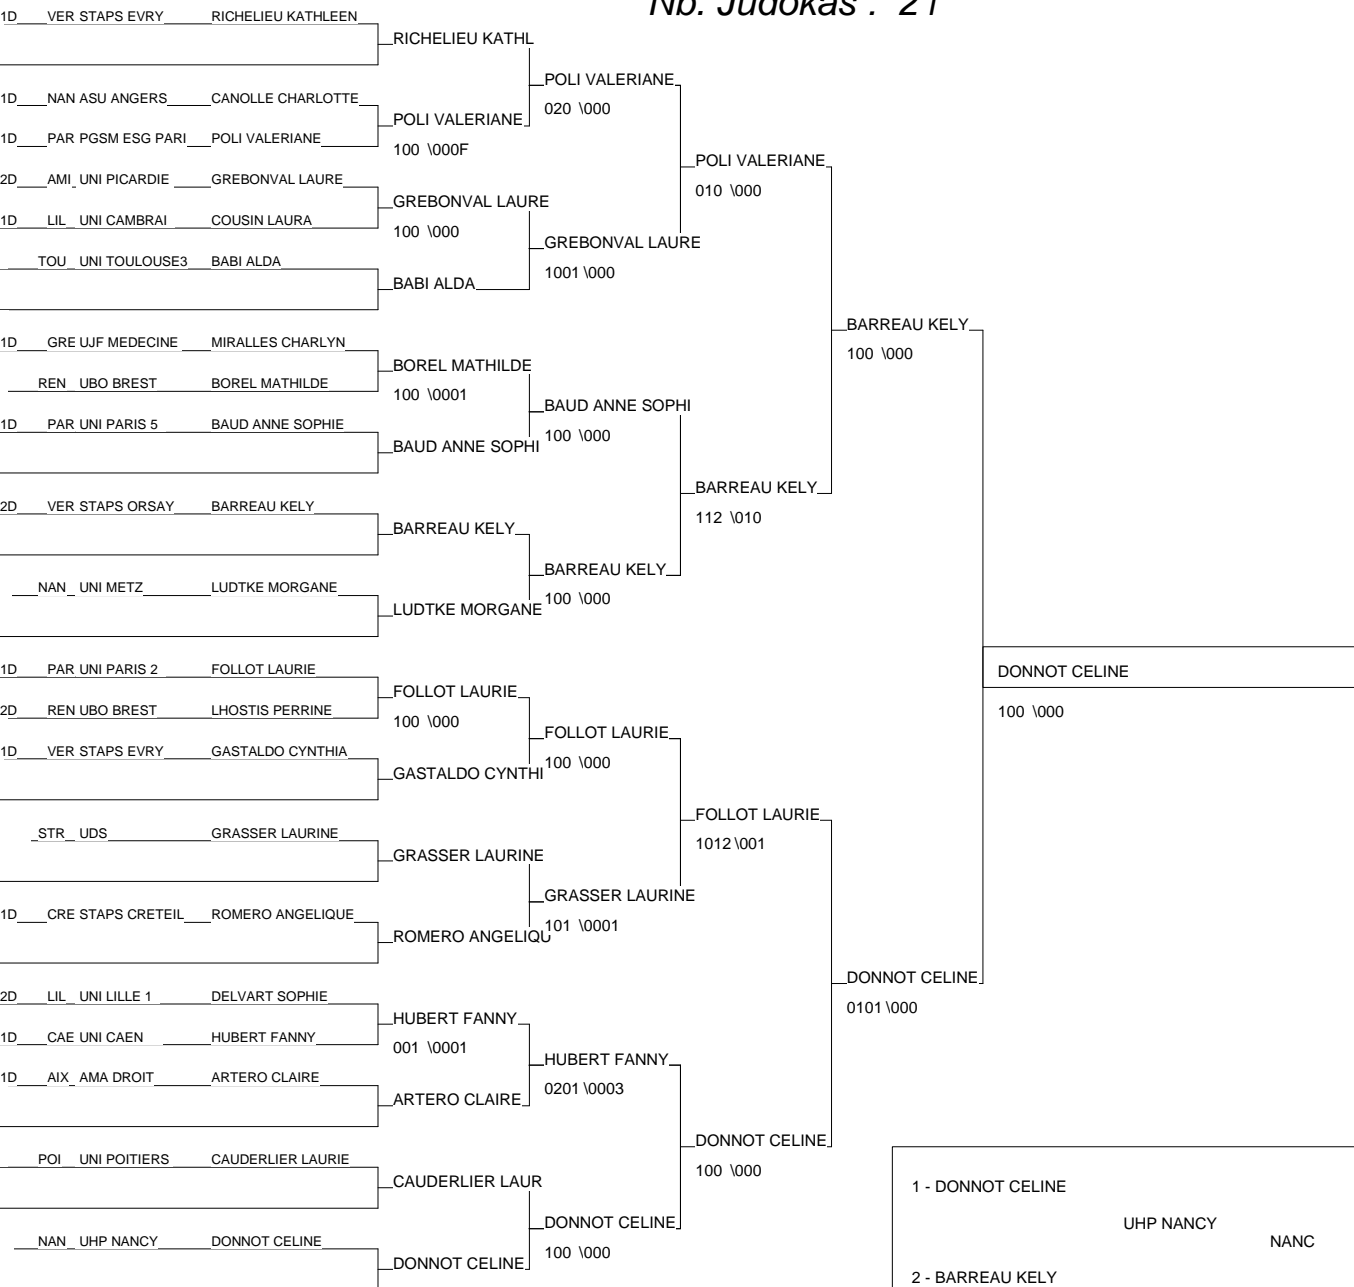 Nb. Judokas : 21
1D VER STAPS EVRY RICHELIEU KATHLEEN
RICHELIEU KATHL
POLI VALERIANE
1D NAN ASU ANGERS CANOLLE CHARLOTTE
020 \000
POLI VALERIANE
1D PAR PGSM ESG PARI POLI VALERIANE
100 \000F
POLI VALERIANE
2D AMI UNI PICARDIE GREBONVAL LAURE
010 \000
GREBONVAL LAURE
1D LIL UNI CAMBRAI COUSIN LAURA
100 \000
GREBONVAL LAURE
TOU UNI TOULOUSE3 BABI ALDA
1001 \000
BABI ALDA
BARREAU KELY
1D GRE UJF MEDECINE MIRALLES CHARLYN
100 \000
BOREL MATHILDE
REN UBO BREST BOREL MATHILDE
100 \0001
BAUD ANNE SOPHI
1D PAR UNI PARIS 5 BAUD ANNE SOPHIE
100 \000
BAUD ANNE SOPHI
BARREAU KELY
2D VER STAPS ORSAY BARREAU KELY
112 \010
BARREAU KELY
BARREAU KELY
NAN UNI METZ LUDTKE MORGANE
100 \000
LUDTKE MORGANE
1D PAR UNI PARIS 2 FOLLOT LAURIE
DONNOT CELINE
FOLLOT LAURIE
2D REN UBO BREST LHOSTIS PERRINE
100 \000
100 \000
FOLLOT LAURIE
1D VER STAPS EVRY GASTALDO CYNTHIA
100 \000
GASTALDO CYNTHI
FOLLOT LAURIE
STR UDS GRASSER LAURINE
1012 \001
GRASSER LAURINE
GRASSER LAURINE
1D CRE STAPS CRETEIL ROMERO ANGELIQUE
101 \0001
ROMERO ANGELIQU
DONNOT CELINE
2D LIL UNI LILLE 1 DELVART SOPHIE
0101 \000
HUBERT FANNY
1D CAE UNI CAEN HUBERT FANNY
001 \0001
HUBERT FANNY
1D AIX AMA DROIT ARTERO CLAIRE
0201 \0003
ARTERO CLAIRE
DONNOT CELINE
POI UNI POITIERS CAUDERLIER LAURIE
100 \000
CAUDERLIER LAUR
1 - DONNOT CELINE
DONNOT CELINE
UHP NANCY
NAN UHP NANCY DONNOT CELINE
NANC
100 \000
DONNOT CELINE
2 - BARREAU KELY